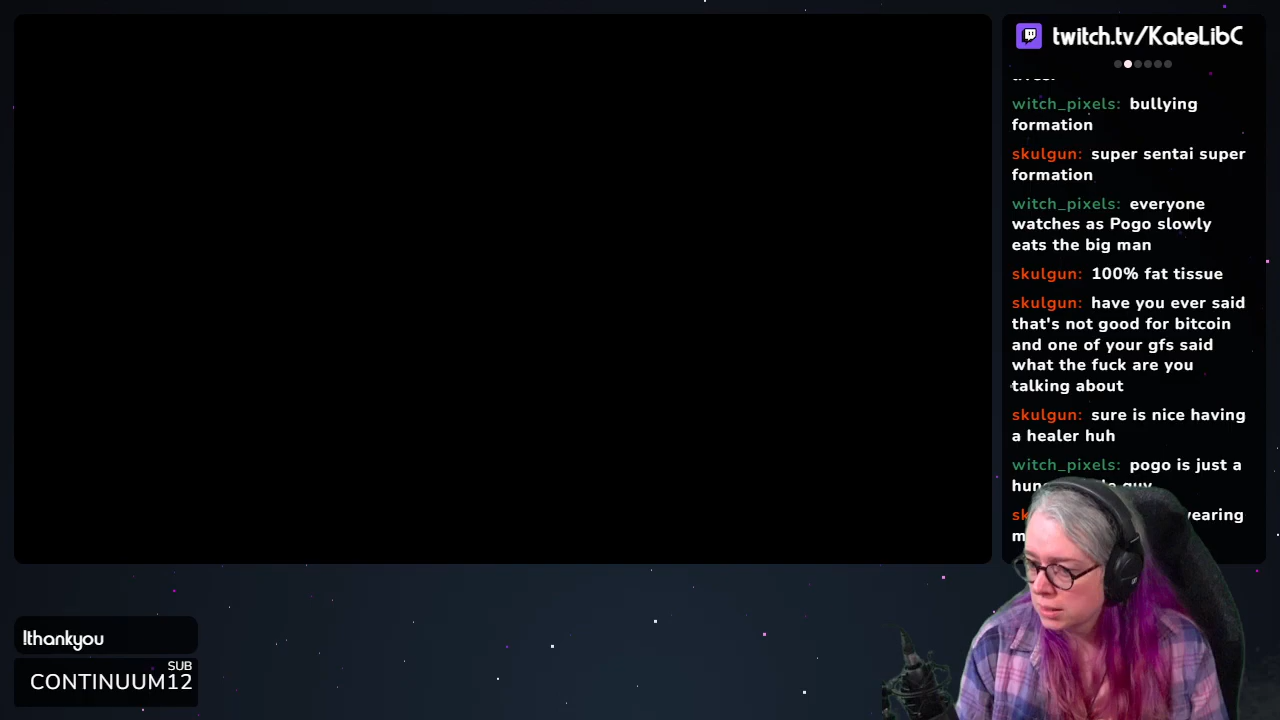 twitch.tv/KateLibC
witch_pixels: bullying
formation
skulgun: super sentai super
formation
witch_pixels: everyone
watches as Pogo slowly
eats the big man
skulgun: 100% fat tissue
skulgun: have you ever said
that's not good for bitcoin
and one of your gfs said
what the fuck are you
talking about
skulgun: sure is nice having
a healer huh
witch_pixels: pogo is just a
guy
!thankyou
SUB
CONTINUUM12